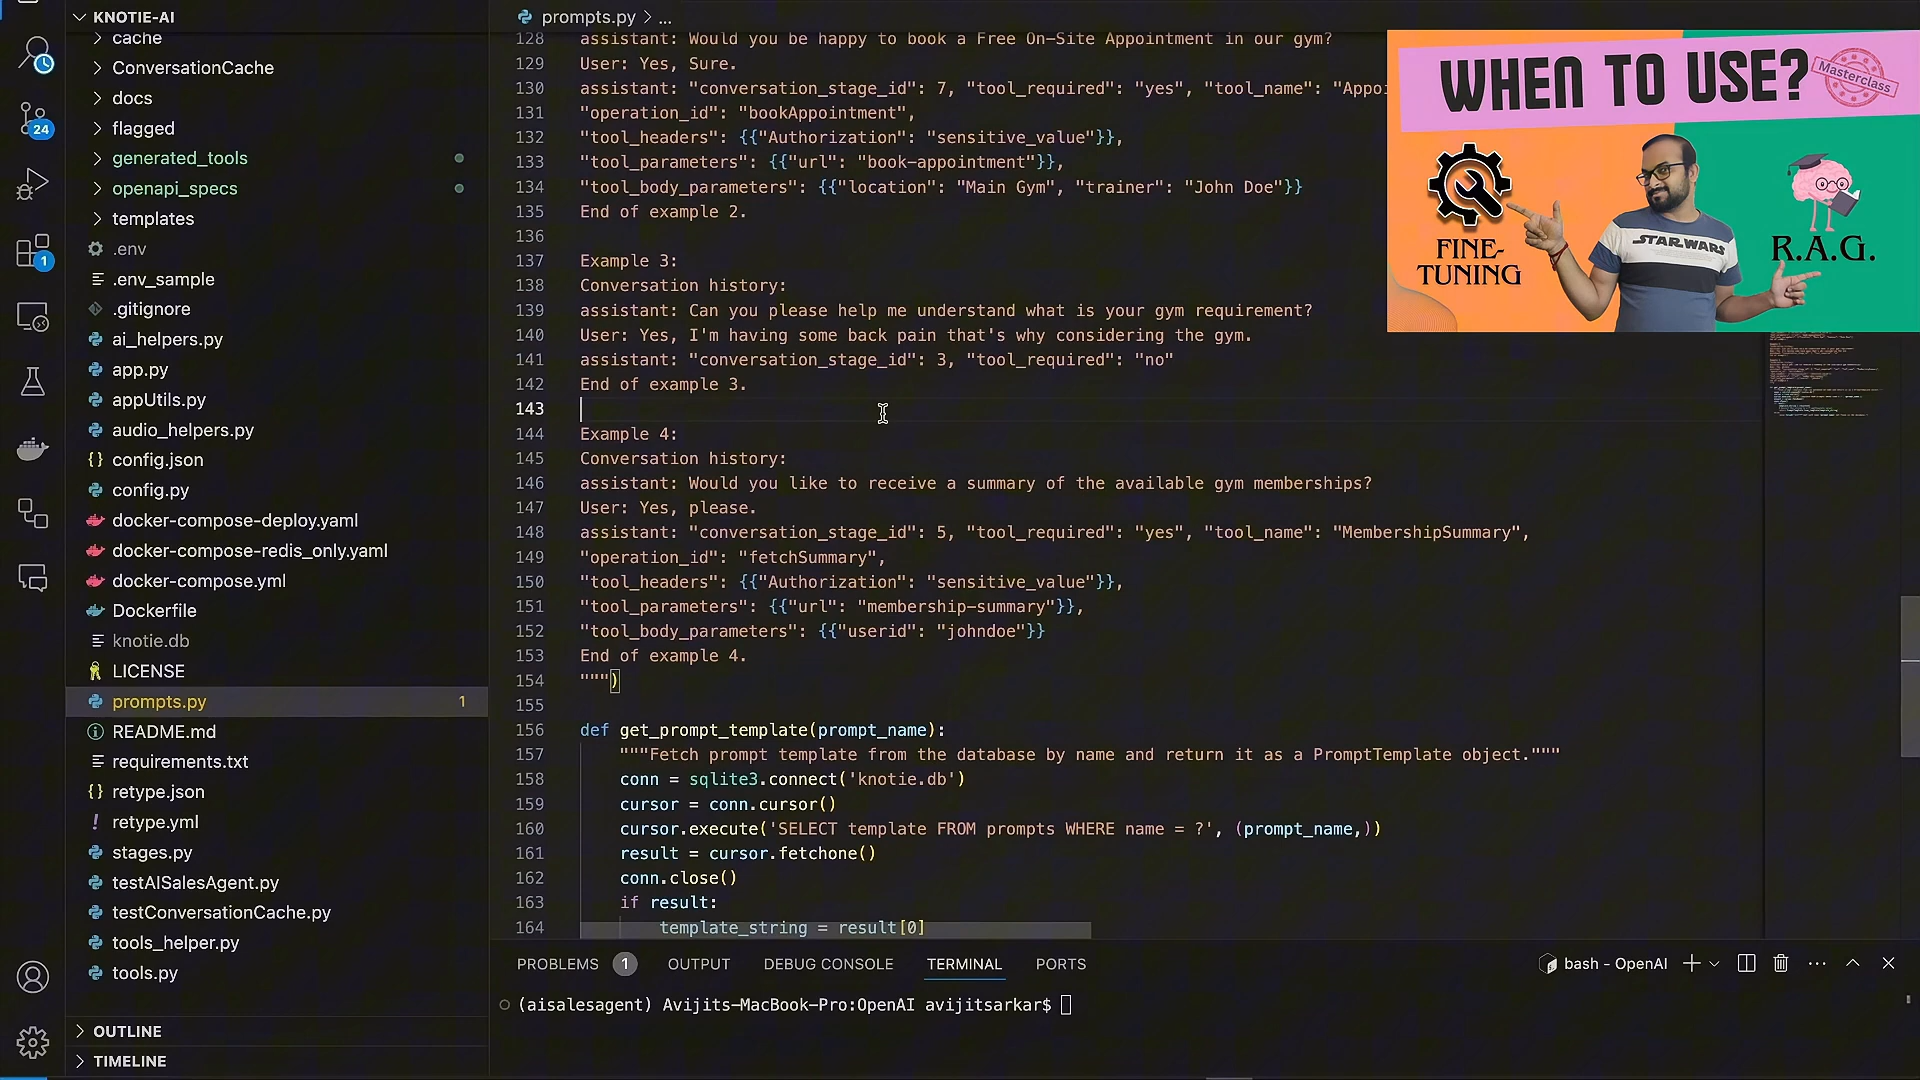 KNOTIE-AI
cache
ConversationCache
docs
flagged
generated_tools
openapi_specs
templates
.env
.env_sample
.gitignore
ai_helpers.py
app.py
appUtils.py
audio_helpers.py
config.json
config.py
docker-compose-deploy.yaml
docker-compose-redis_only.yaml
docker-compose.yml
Dockerfile
knotie.db
LICENSE
prompts.py 1
README.md
requirements.txt
retype.json
retype.yml
stages.py
testAISalesAgent.py
testConversationCache.py
tools_helper.py
tools.py
OUTLINE
TIMELINE
24
1
prompts.py > ...
128 assistant: Would you be happy to book a Free On-Site Appointment in our gym?
129 User: Yes, Sure.
130 assistant: "conversation_stage_id": 7, "tool_required": "yes", "tool_name": "Appoi
131 "operation_id": "bookAppointment",
132 "tool_headers": {{"Authorization": "sensitive_value"}},
133 "tool_parameters": {{"url": "book-appointment"}},
134 "tool_body_parameters": {{"location": "Main Gym", "trainer": "John Doe"}}
135 End of example 2.
136
137 Example 3:
138 Conversation history:
139 assistant: Can you please help me understand what is your gym requirement?
140 User: Yes, I'm having some back pain that's why considering the gym.
141 assistant: "conversation_stage_id": 3, "tool_required": "no"
142 End of example 3.
143
144 Example 4:
145 Conversation history:
146 assistant: Would you like to receive a summary of the available gym memberships?
147 User: Yes, please.
148 assistant: "conversation_stage_id": 5, "tool_required": "yes", "tool_name": "MembershipSummary",
149 "operation_id": "fetchSummary",
150 "tool_headers": {{"Authorization": "sensitive_value"}},
151 "tool_parameters": {{"url": "membership-summary"}},
152 "tool_body_parameters": {{"userid": "johndoe"}}
153 End of example 4.
154 """)
155
156 def get_prompt_template(prompt_name):
157 """Fetch prompt template from the database by name and return it as a PromptTemplate object."""
158 conn = sqlite3.connect('knotie.db')
159 cursor = conn.cursor()
160 cursor.execute('SELECT template FROM prompts WHERE name = ?', (prompt_name,))
161 result = cursor.fetchone()
162 conn.close()
163 if result:
164 template_string = result[0]
WHEN TO USE?
Masterclass
FINE-
TUNING
STAR WARS
R.A.G.
PROBLEMS 1 OUTPUT DEBUG CONSOLE TERMINAL PORTS
bash - OpenAI
(aisalesagent) Avijits-MacBook-Pro:OpenAI avijitsarkar$